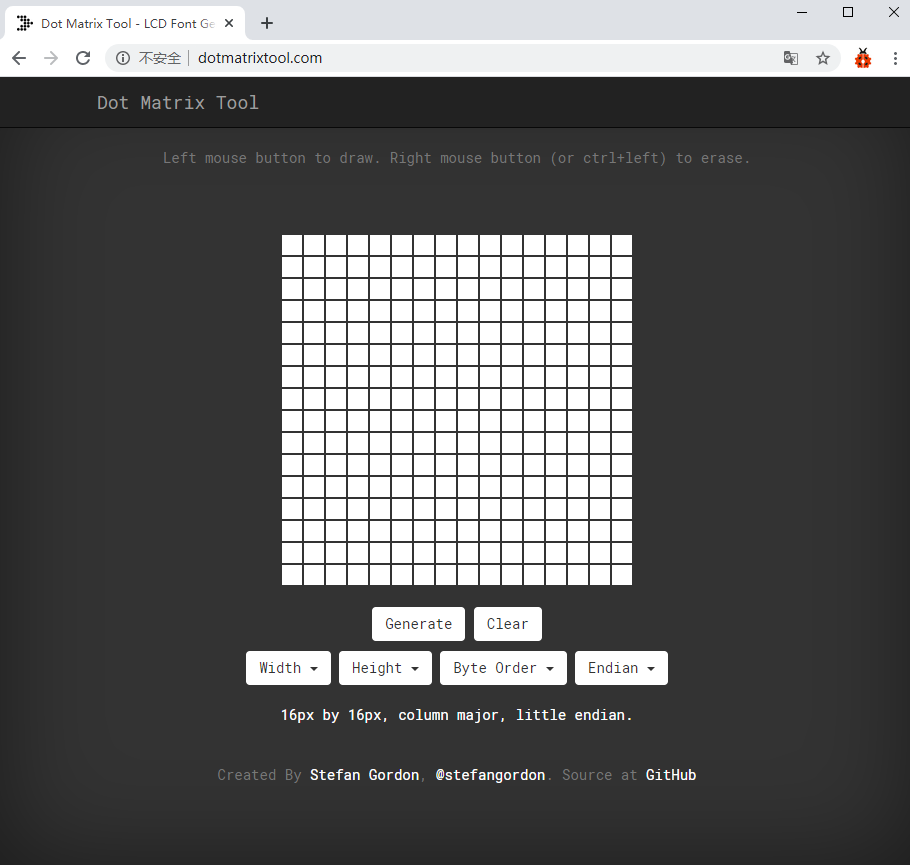 Dot Matrix Tool - LCD Font Ge
不安全 dotmatrixtool.com
Dot Matrix Tool
Left mouse button to draw. Right mouse button (or ctrl+left) to erase.
Generate Clear
Width Height Byte Order Endian
16px by 16px, column major, little endian.
Created By Stefan Gordon, @stefangordon. Source at GitHub